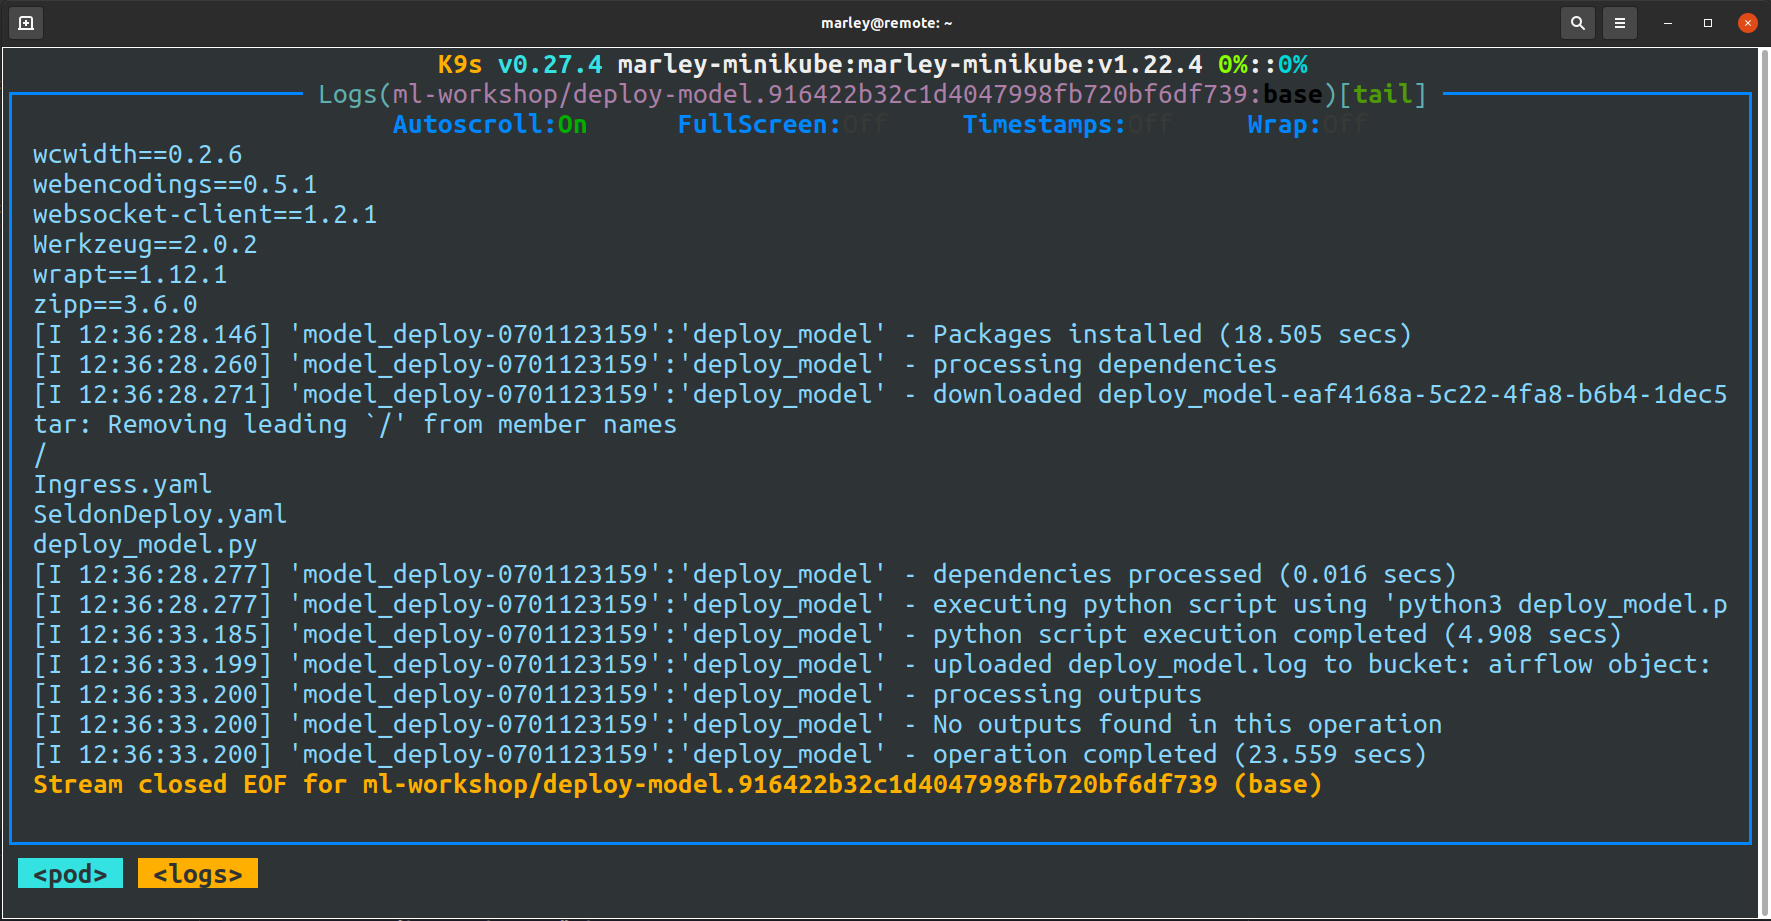 marley@remote: ~
K9s v0.27.4 marley-minikube:marley-minikube:v1.22.4 0%::0%
Logs(ml-workshop/deploy-model.916422b32c1d4047998fb720bf6df739:base)[tail]
Autoscroll:On FullScreen:Off Timestamps:Off Wrap:Off
wcwidth==0.2.6
webencodings==0.5.1
websocket-client==1.2.1
Werkzeug==2.0.2
wrapt==1.12.1
zipp==3.6.0
[I 12:36:28.146] 'model_deploy-0701123159':'deploy_model' - Packages installed (18.505 secs)
[I 12:36:28.260] 'model_deploy-0701123159':'deploy_model' - processing dependencies
[I 12:36:28.271] 'model_deploy-0701123159':'deploy_model' - downloaded deploy_model-eaf4168a-5c22-4fa8-b6b4-1dec5
tar: Removing leading `/' from member names
/
Ingress.yaml
SeldonDeploy.yaml
deploy_model.py
[I 12:36:28.277] 'model_deploy-0701123159':'deploy_model' - dependencies processed (0.016 secs)
[I 12:36:28.277] 'model_deploy-0701123159':'deploy_model' - executing python script using 'python3 deploy_model.p
[I 12:36:33.185] 'model_deploy-0701123159':'deploy_model' - python script execution completed (4.908 secs)
[I 12:36:33.199] 'model_deploy-0701123159':'deploy_model' - uploaded deploy_model.log to bucket: airflow object:
[I 12:36:33.200] 'model_deploy-0701123159':'deploy_model' - processing outputs
[I 12:36:33.200] 'model_deploy-0701123159':'deploy_model' - No outputs found in this operation
[I 12:36:33.200] 'model_deploy-0701123159':'deploy_model' - operation completed (23.559 secs)
Stream closed EOF for ml-workshop/deploy-model.916422b32c1d4047998fb720bf6df739 (base)
<pod> <logs>